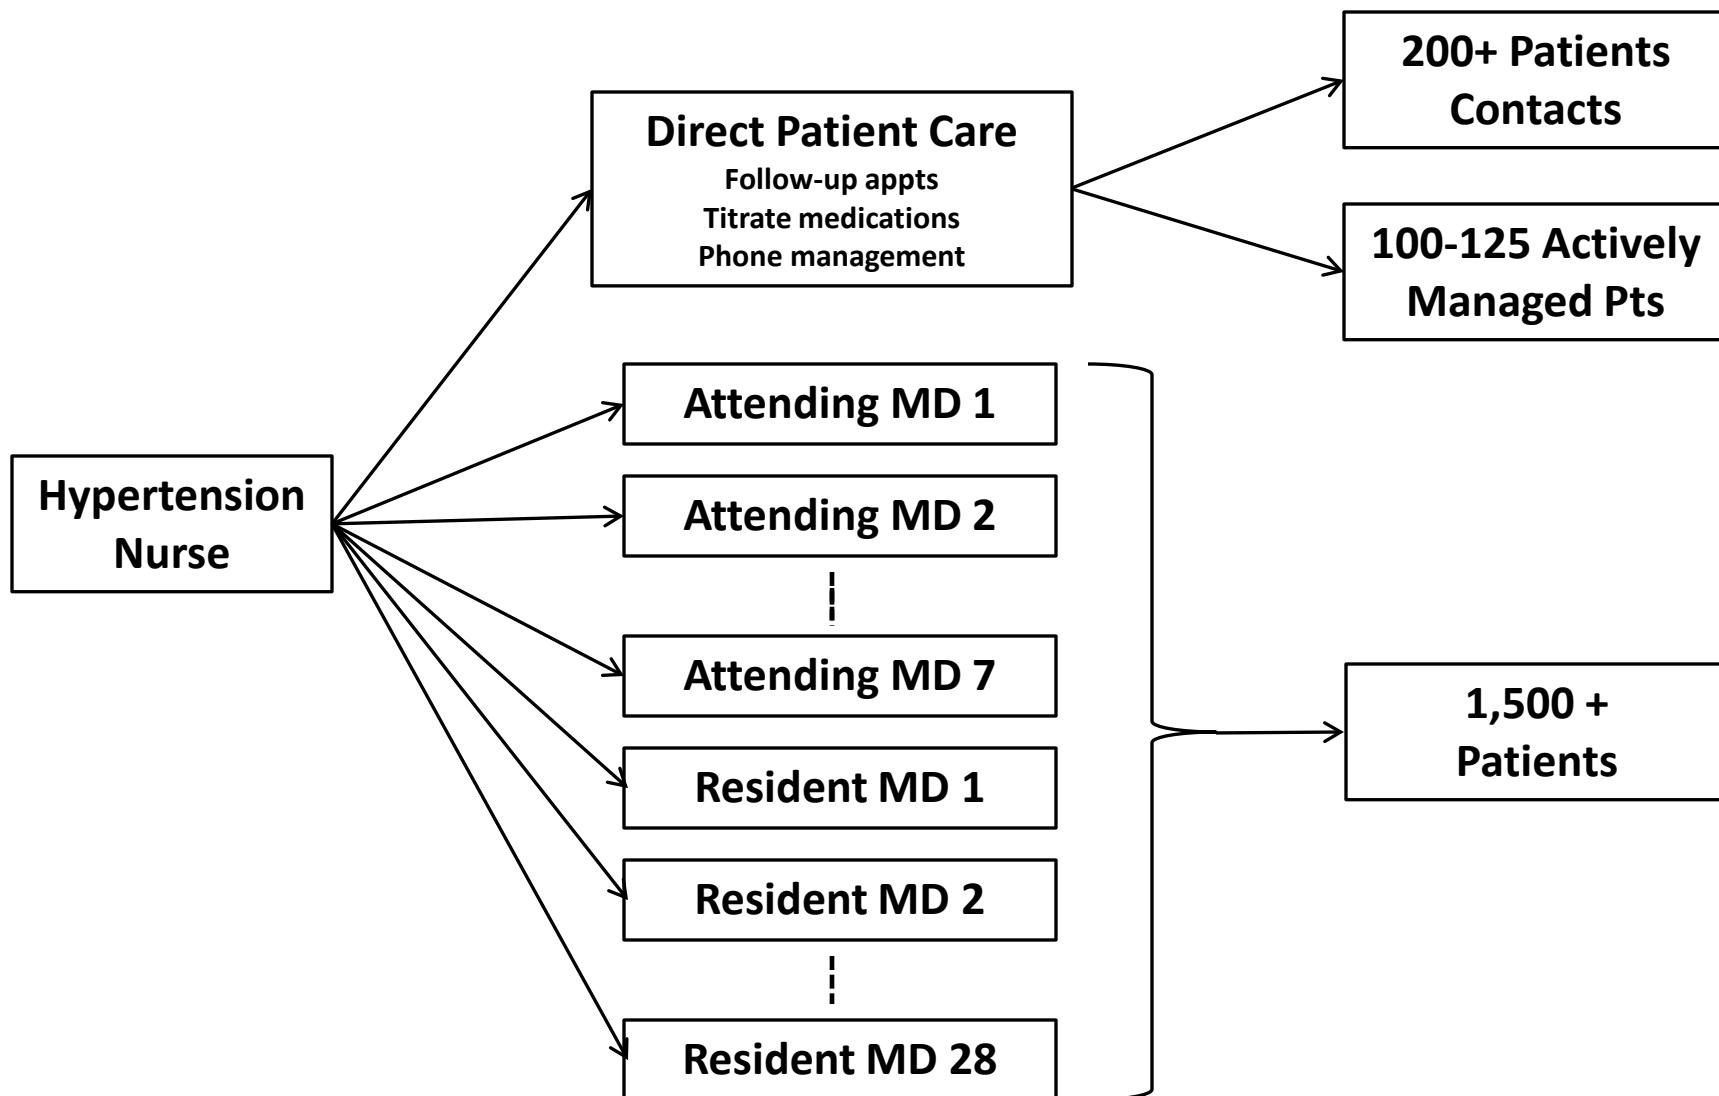 Hypertension
Nurse
Direct Patient Care
Follow-up appts
Titrate medications
Phone management
200+ Patients
Contacts
100-125 Actively
Managed Pts
Attending MD 1
Attending MD 2
Attending MD 7
Resident MD 1
Resident MD 2
Resident MD 28
1,500 +
Patients